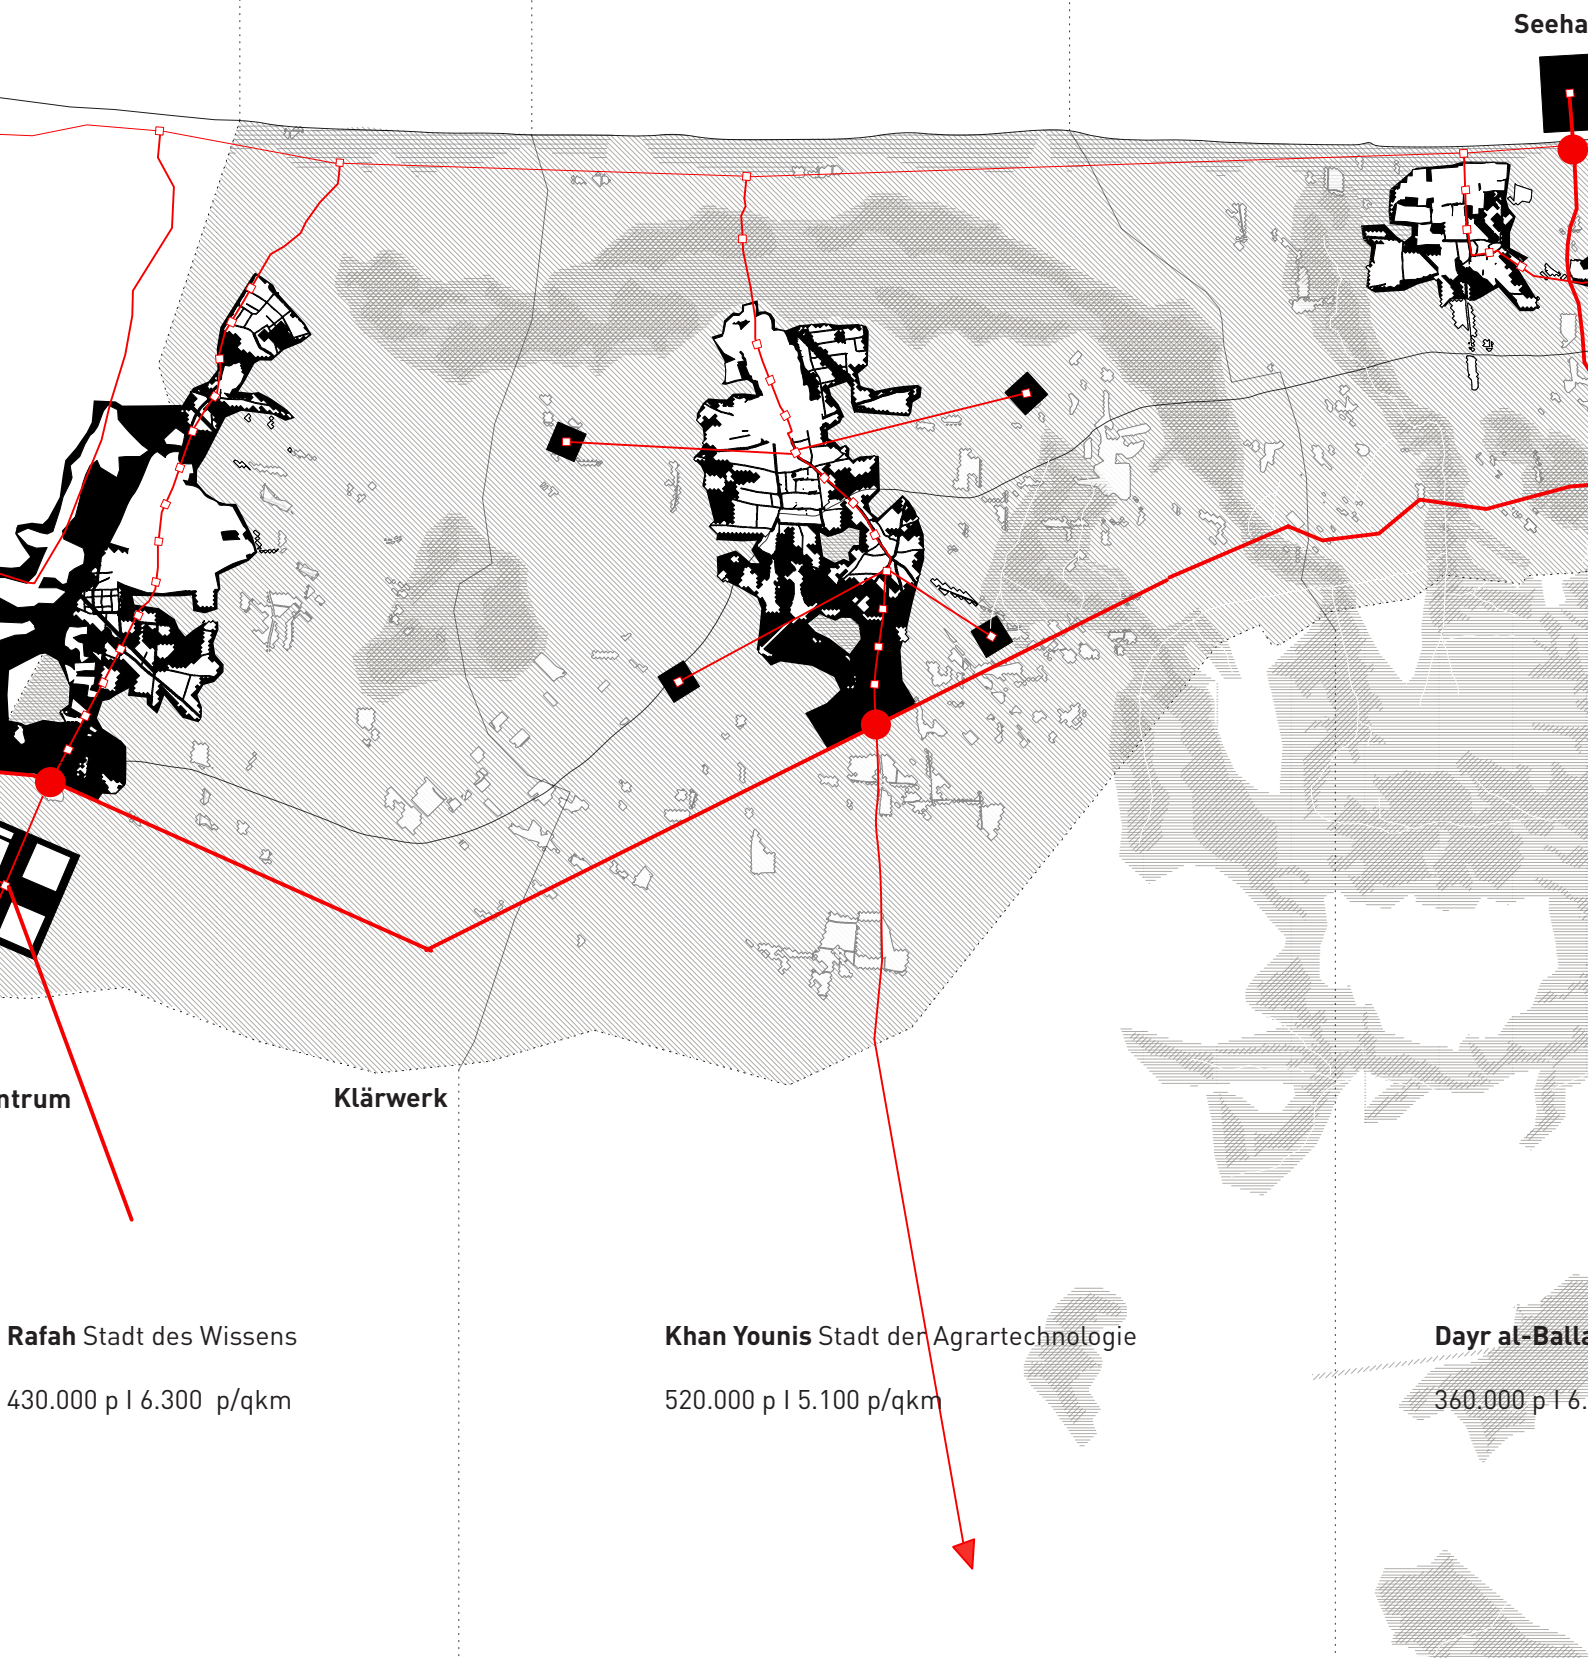 Seeha
ntrum
Klärwerk
Rafah Stadt des Wissens
430.000 p I 6.300 p/qkm
Khan Younis Stadt der Agrartechnologie
520.000 p I 5.100 p/qkm
Dayr al-Balla
360.000 p I 6.